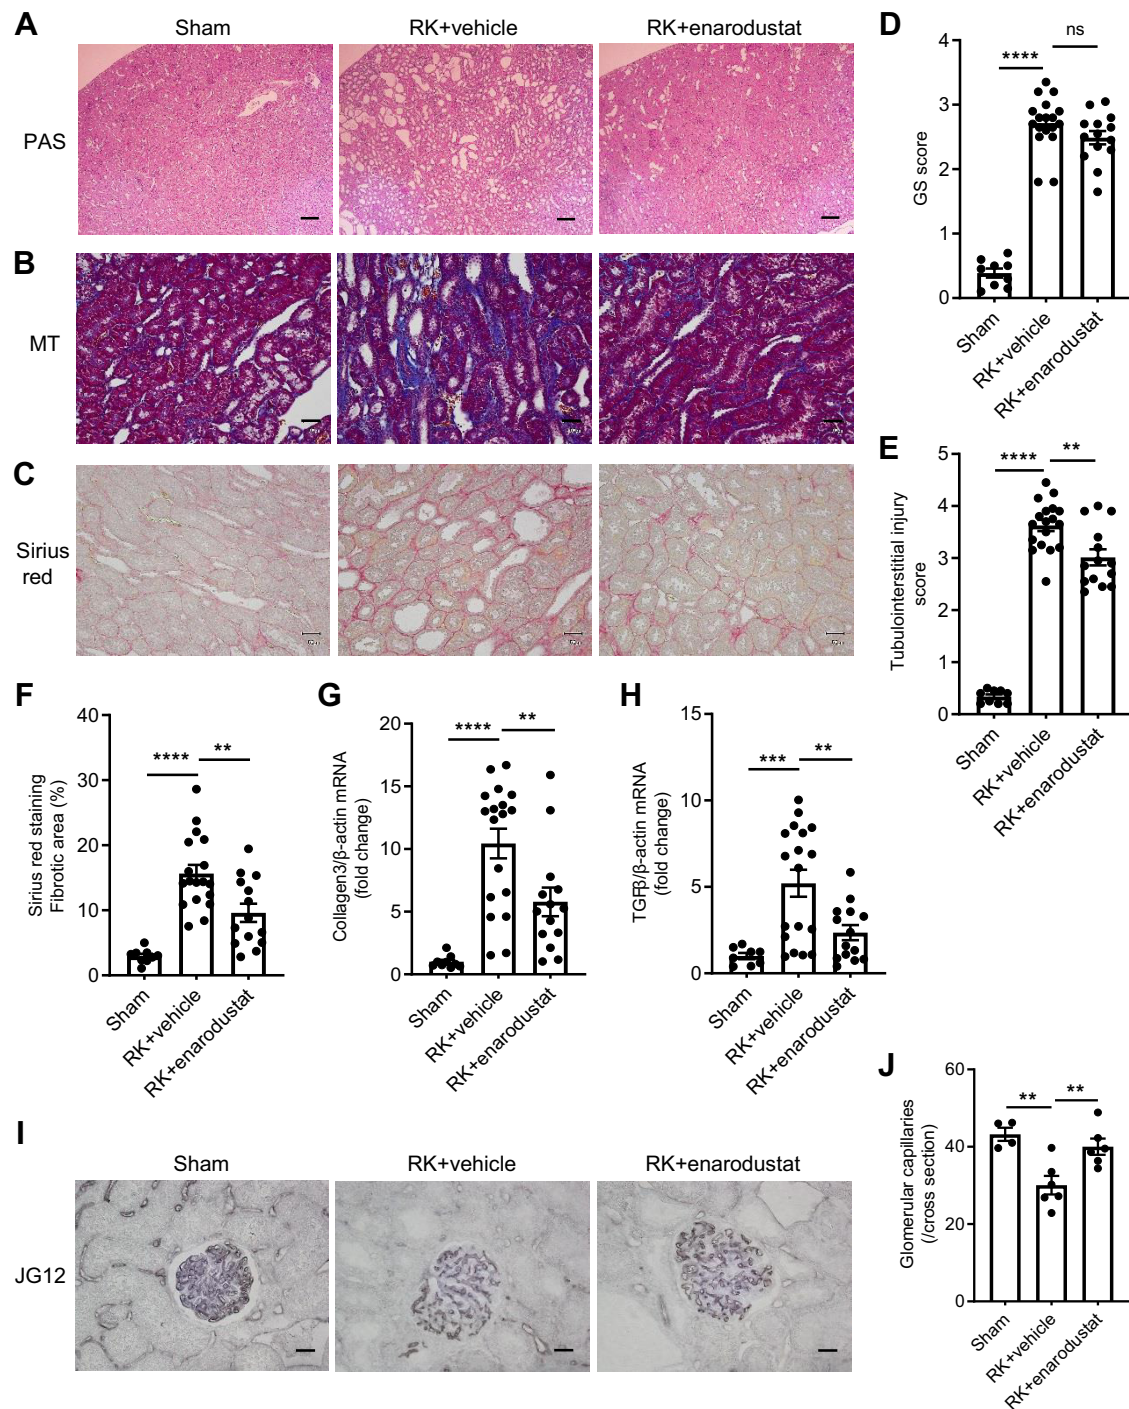 A
Sham
RK+vehicle
RK+enarodustat
PAS
B
MT
C
Sirius
red
D
ns
****
4
3
2
1
0
GS score
Sham
RK+vehicle
RK+enarodustat
E
****
**
5
4
3
2
1
0
Tubulointerstitial injury
score
Sham
RK+vehicle
RK+enarodustat
F
****
**
40
30
20
10
0
Sirius red staining
Fibrotic area (%)
Sham
RK+vehicle
RK+enarodustat
G
****
**
20
15
10
5
0
Collagen3/β-actin mRNA
(fold change)
Sham
RK+vehicle
RK+enarodustat
H
***
**
15
10
5
0
TGFβ/β-actin mRNA
(fold change)
Sham
RK+vehicle
RK+enarodustat
I
Sham
RK+vehicle
RK+enarodustat
JG12
J
**
**
60
40
20
0
Glomerular capillaries
(/cross section)
Sham
RK+vehicle
RK+enarodustat